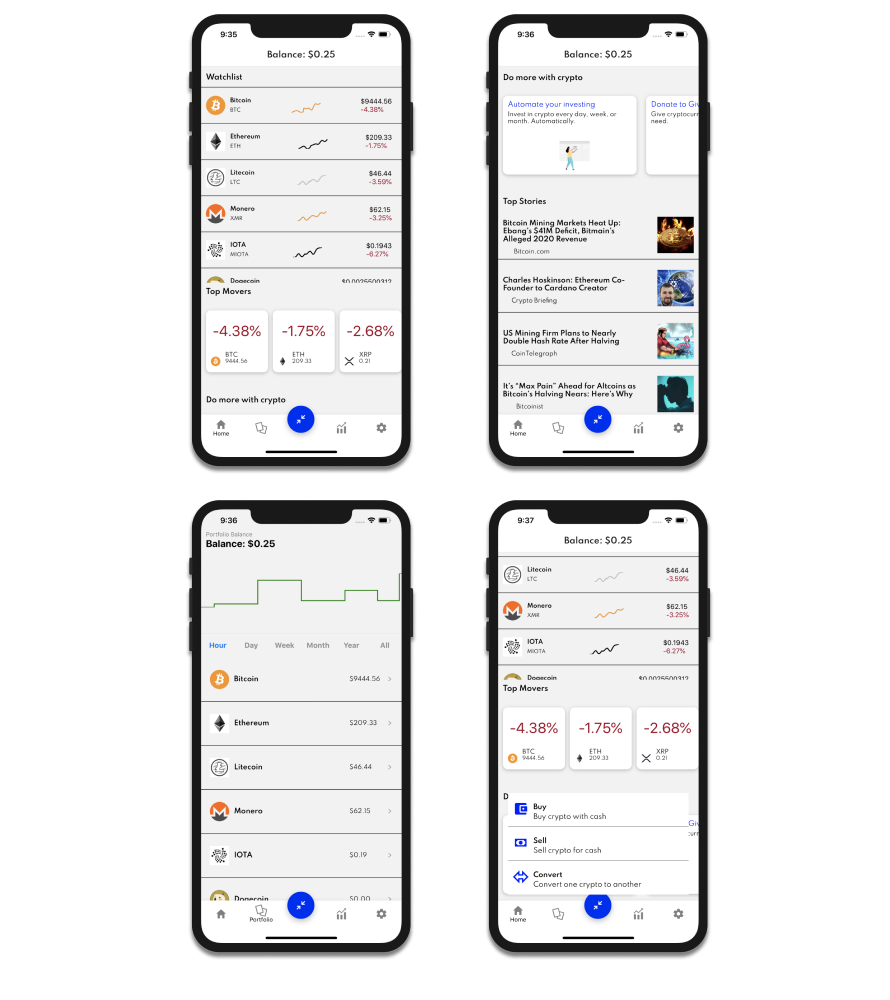 9:35
Balance: $0.25
Watchlist
Bitcoin
BTC
$9444.56
-4.38%
Ethereum
ETH
$209.33
-1.75%
Litecoin
LTC
$46.44
-3.59%
Monero
XMR
$62.15
-3.25%
IOTA
MIOTA
$0.1943
-6.27%
Dogecoin
$0.0025500312
Top Movers
-4.38%
BTC
9444.56
-1.75%
ETH
209.33
-2.68%
XRP
0.21
Do more with crypto
Home
9:36
Balance: $0.25
Do more with crypto
Automate your investing
Invest in crypto every day, week, or
month. Automatically.
Donate to Giv
Give cryptocurr
need.
Top Stories
Bitcoin Mining Markets Heat Up:
Ebang's $41M Deficit, Bitmain's
Alleged 2020 Revenue
Bitcoin.com
Charles Hoskinson: Ethereum Co-
Founder to Cardano Creator
Crypto Briefing
US Mining Firm Plans to Nearly
Double Hash Rate After Halving
CoinTelegraph
It's "Max Pain" Ahead for Altcoins as
Bitcoin's Halving Nears: Here's Why
Bitcoinist
Home
9:36
Portfolio Balance
Balance: $0.25
Hour Day Week Month Year All
Bitcoin $9444.56
Ethereum $209.33
Litecoin $46.44
Monero $62.15
IOTA $0.19
Dogecoin $0.00
Portfolio
9:37
Balance: $0.25
Litecoin
LTC
$46.44
-3.59%
Monero
XMR
$62.15
-3.25%
IOTA
MIOTA
$0.1943
-6.27%
Dogecoin
$0.0025500312
Top Movers
-4.38%
BTC
9444.56
-1.75%
ETH
209.33
-2.68%
XRP
0.21
D
Giv
curr
Buy
Buy crypto with cash
Sell
Sell crypto for cash
Convert
Convert one crypto to another
Home